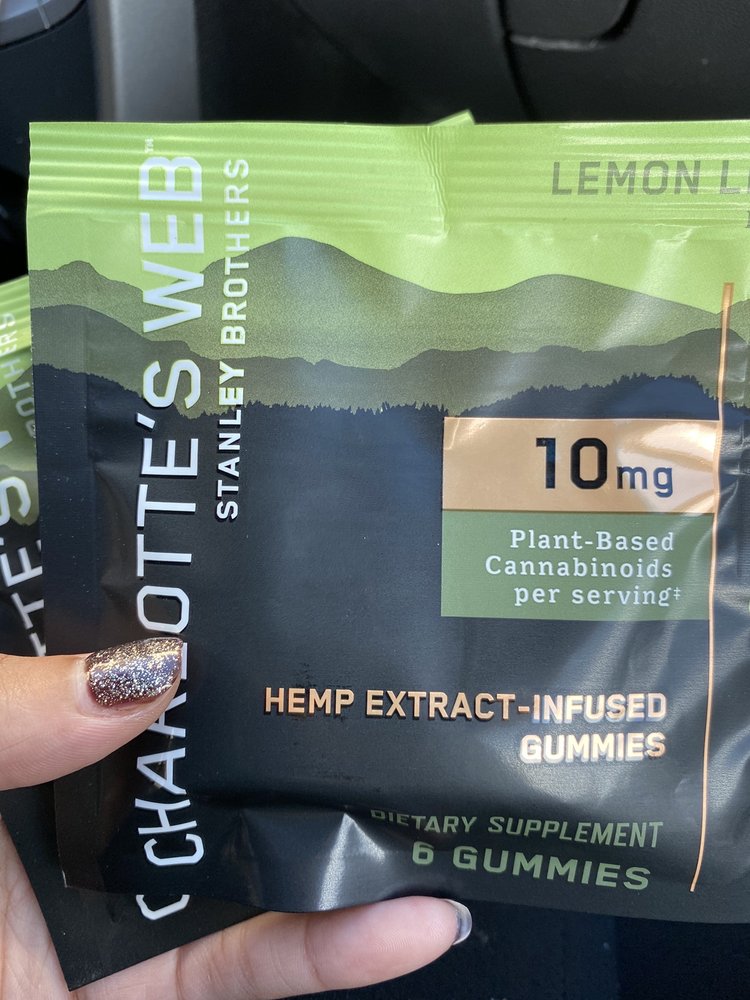 LEMON
CHARLOTTE'S WEB™
STANLEY BROTHERS
10mg
Plant-Based
Cannabinoids
per serving‡
HEMP EXTRACT-INFUSED
GUMMIES
DIETARY SUPPLEMENT
6 GUMMIES